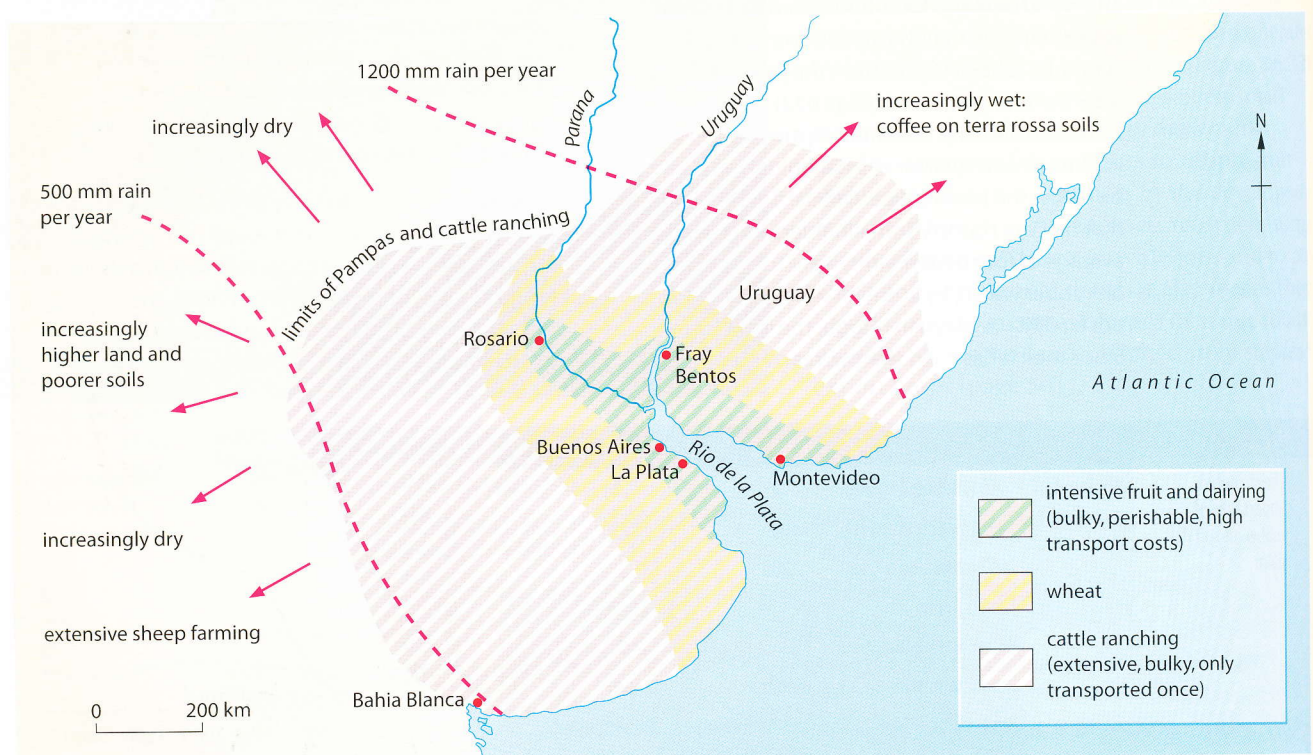 1200 mm rain per year
increasingly dry
500 mm rain
per year
Parana
Uruguay
increasingly wet:
coffee on terra rossa soils
N
limits of Pampas and cattle ranching
Uruguay
increasingly
higher land and
poorer soils
Rosario
Fray
Bentos
Atlantic Ocean
Buenos Aires
La Plata
Rio de la Plata
Montevideo
increasingly dry
extensive sheep farming
Bahia Blanca
0 200 km
intensive fruit and dairying
(bulky, perishable, high
transport costs)
wheat
cattle ranching
(extensive, bulky, only
transported once)